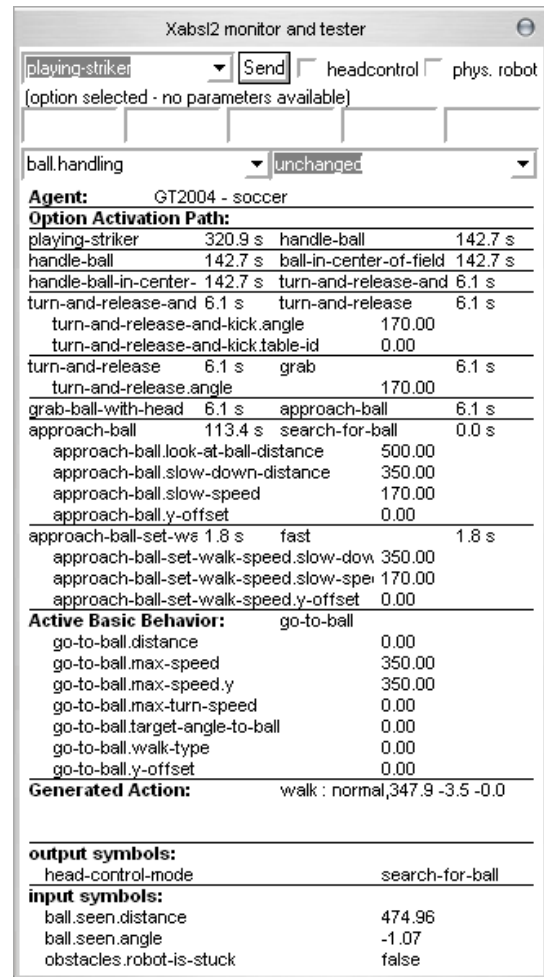 Xabsl2 monitor and tester
playing-striker Send headcontrol phys. robot
(option selected - no parameters available)
ball.handling unchanged
Agent: GT2004 - soccer
Option Activation Path:
playing-striker 320.9 s handle-ball 142.7 s
handle-ball 142.7 s ball-in-center-of-field 142.7 s
handle-ball-in-center- 142.7 s turn-and-release-and 6.1 s
turn-and-release-and 6.1 s turn-and-release 6.1 s
turn-and-release-and-kick.angle 170.00
turn-and-release-and-kick.table-id 0.00
turn-and-release 6.1 s grab 6.1 s
turn-and-release.angle 170.00
grab-ball-with-head 6.1 s approach-ball 6.1 s
approach-ball 113.4 s search-for-ball 0.0 s
approach-ball.look-at-ball-distance 500.00
approach-ball.slow-down-distance 350.00
approach-ball.slow-speed 170.00
approach-ball.y-offset 0.00
approach-ball-set-wa 1.8 s fast 1.8 s
approach-ball-set-walk-speed.slow-dow 350.00
approach-ball-set-walk-speed.slow-spe 170.00
approach-ball-set-walk-speed.y-offset 0.00
Active Basic Behavior: go-to-ball
go-to-ball.distance 0.00
go-to-ball.max-speed 350.00
go-to-ball.max-speed.y 350.00
go-to-ball.max-turn-speed 0.00
go-to-ball.target-angle-to-ball 0.00
go-to-ball.walk-type 0.00
go-to-ball.y-offset 0.00
Generated Action: walk : normal,347.9 -3.5 -0.0
output symbols:
head-control-mode search-for-ball
input symbols:
ball.seen.distance 474.96
ball.seen.angle -1.07
obstacles.robot-is-stuck false